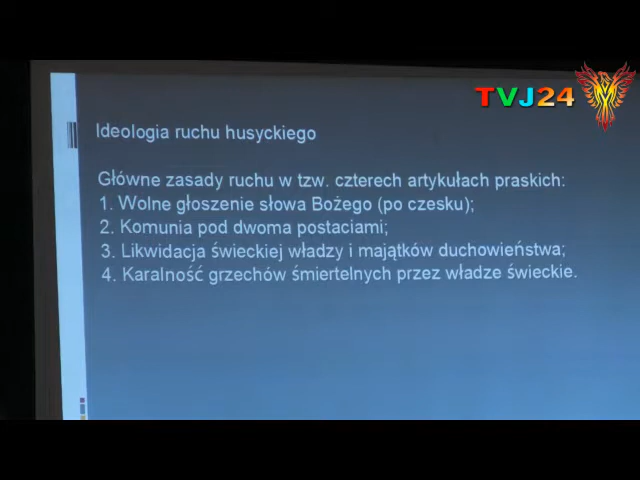 TVJ24
Ideologia ruchu husyckiego
Główne zasady ruchu w tzw. czterech artykułach praskich:
1. Wolne głoszenie słowa Bożego (po czesku);
2. Komunia pod dwoma postaciami;
3. Likwidacja świeckiej władzy i majątków duchowieństwa;
4. Karalność grzechów śmiertelnych przez władze świeckie.